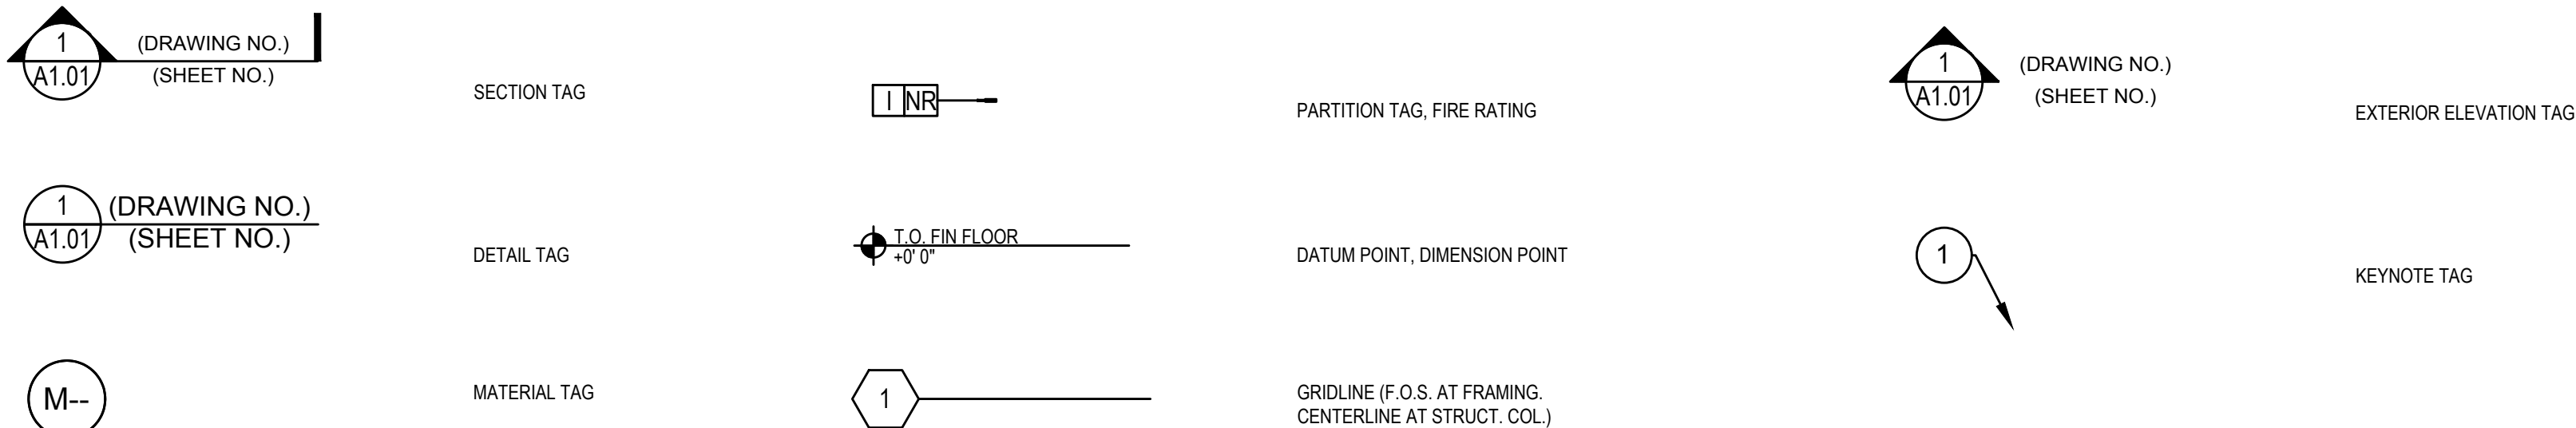 1 (DRAWING NO.)
A1.01 (SHEET NO.)
SECTION TAG
I NR
PARTITION TAG, FIRE RATING
1 (DRAWING NO.)
A1.01 (SHEET NO.)
EXTERIOR ELEVATION TAG
1 (DRAWING NO.)
A1.01 (SHEET NO.)
DETAIL TAG
T.O. FIN FLOOR
+0' 0"
DATUM POINT, DIMENSION POINT
1
KEYNOTE TAG
M--
MATERIAL TAG
1
GRIDLINE (F.O.S. AT FRAMING.
CENTERLINE AT STRUCT. COL.)